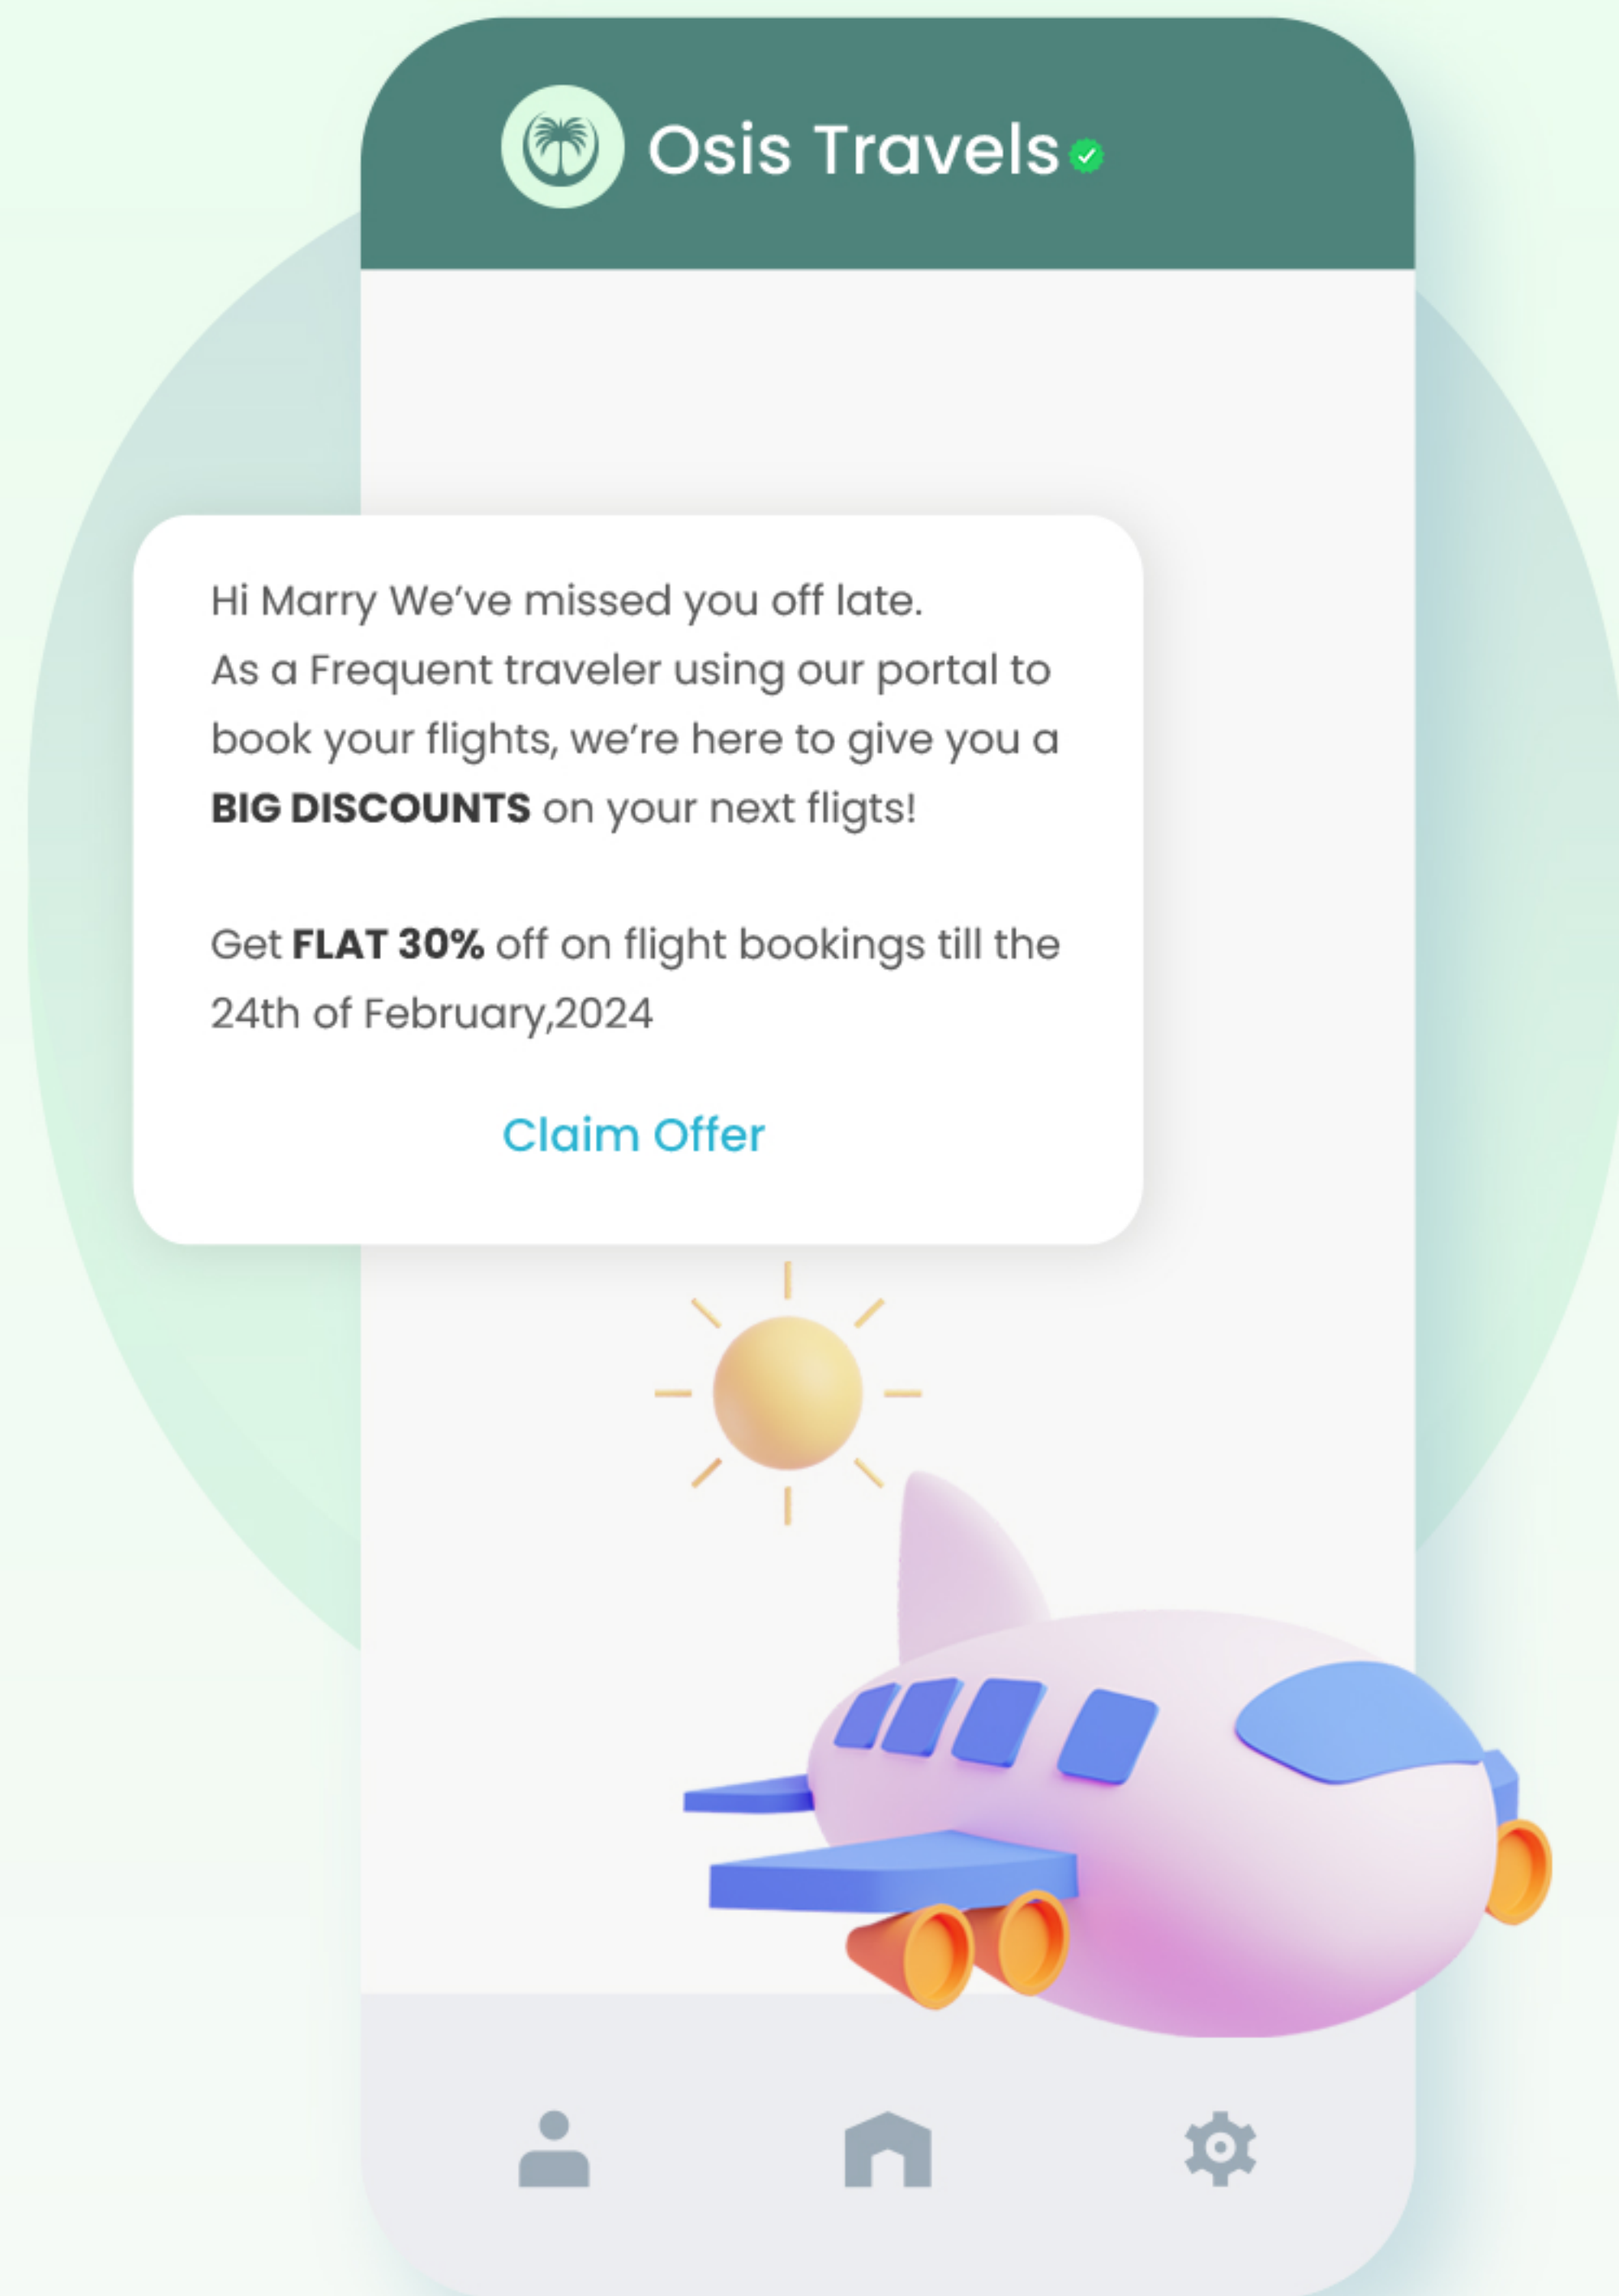 Osis Travels
Hi Marry We’ve missed you off late.
As a Frequent traveler using our portal to
book your flights, we’re here to give you a
BIG DISCOUNTS on your next fligts!
Get FLAT 30% off on flight bookings till the
24th of February,2024
Claim Offer